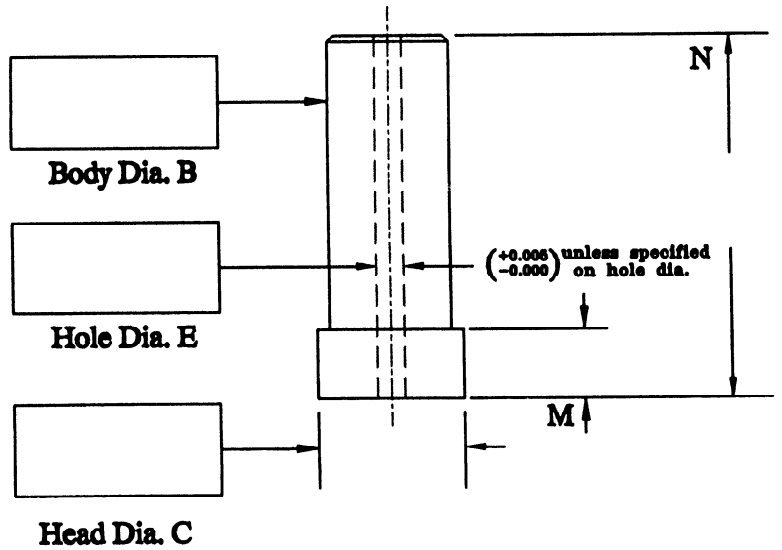 N
Body Dia. B
(+0.005
-0.000) unless specified
on hole dia.
Hole Dia. E
M
Head Dia. C